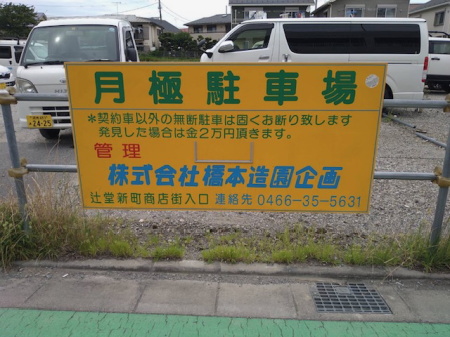 月極駐車場
*契約車以外の無断駐車は固くお断り致します
発見した場合は金2万円頂きます。
管理
株式会社橋本造園企画
辻堂新町商店街入口 連絡先 0466-35-5631
24-25